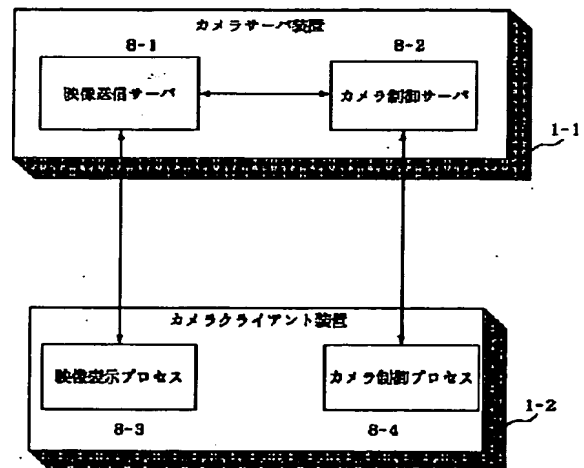 カメラサーバ装置
8-1
8-2
映像送信サーバ
カメラ制御サーバ
1-1
カメラクライアント装置
映像表示プロセス
カメラ制御プロセス
1-2
8-3
8-4